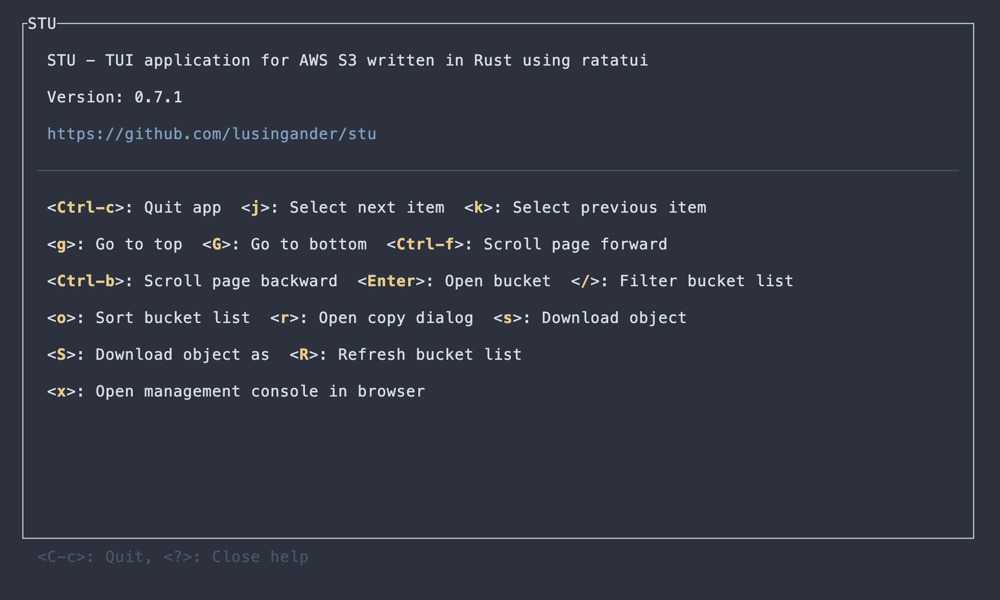 STU
STU – TUI application for AWS S3 written in Rust using ratatui
Version: 0.7.1
https://github.com/lusingander/stu
<Ctrl-c>: Quit app  <j>: Select next item  <k>: Select previous item
<g>: Go to top  <G>: Go to bottom  <Ctrl-f>: Scroll page forward
<Ctrl-b>: Scroll page backward  <Enter>: Open bucket  </>: Filter bucket list
<o>: Sort bucket list  <r>: Open copy dialog  <s>: Download object
<S>: Download object as  <R>: Refresh bucket list
<x>: Open management console in browser
<C-c>: Quit, <?>: Close help